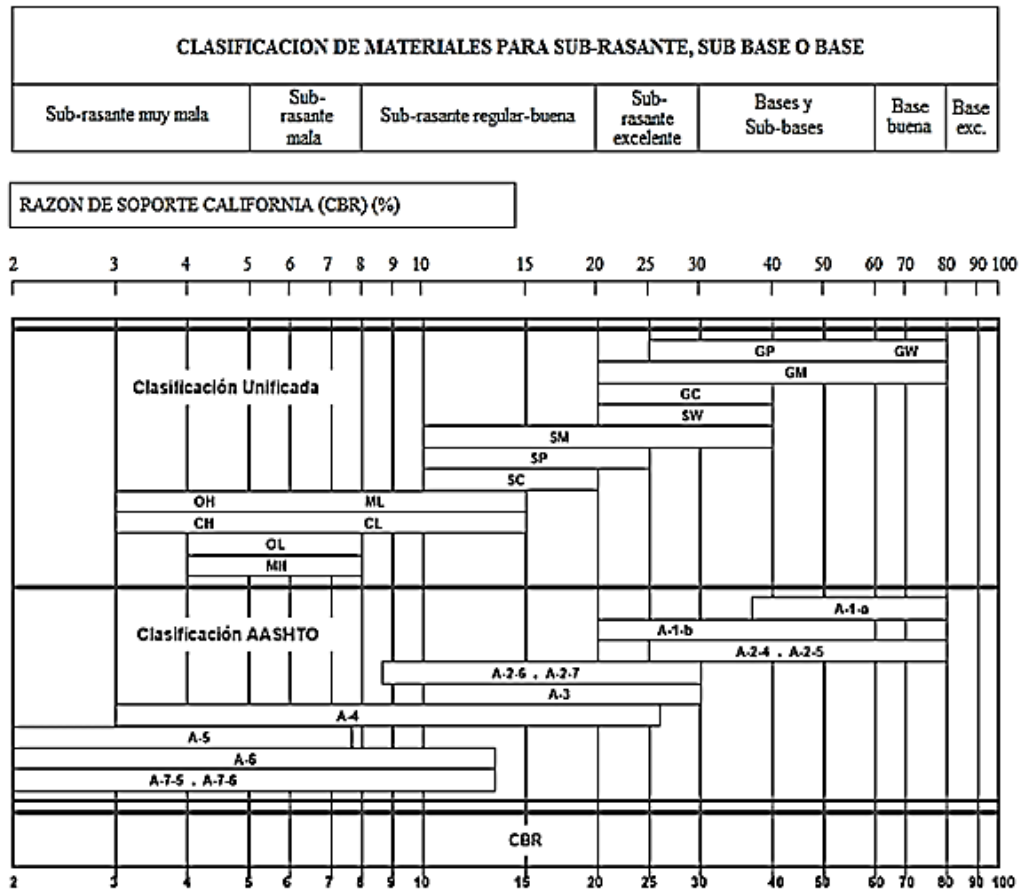 CLASIFICACION DE MATERIALES PARA SUB-RASANTE, SUB BASE O BASE
Sub-rasante muy mala
Sub-
rasante
mala
Sub-rasante regular-buena
Sub-
rasante
excelente
Bases y
Sub-bases
Base
buena
Base
exc.
RAZON DE SOPORTE CALIFORNIA (CBR) (%)
2 3 4 5 6 7 8 9 10 15 20 25 30 40 50 60 70 80 90 100
GP GW
Clasificación Unificada
GM
GC
SW
SM
SP
SC
OH ML
CH CL
OL
MH
A-1-a
Clasificación AASHTO
A-1-b
A-2-4 , A-2-5
A-2-6 , A-2-7
A-3
A-4
A-5
A-6
A-7-5 , A-7-6
CBR
2 3 4 5 6 7 8 9 10 15 20 25 30 40 50 60 70 80 90 100